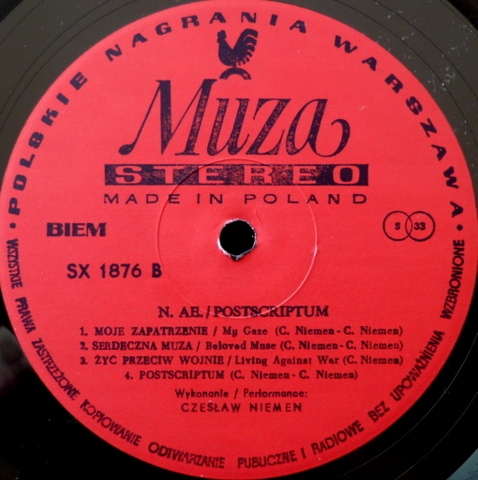 POLSKIE NAGRANIA WARSZAWA
Muza
STEREO
MADE IN POLAND
BIEM
S 33
SX 1876 B
N. AE. / POSTSCRIPTUM
1. MOJE ZAPATRZENIE / My Gaze (C. Niemen - C. Niemen)
2. SERDECZNA MUZA / Beloved Muse (C. Niemen - C. Niemen)
3. ŻYC PRZECIW WOJNIE / Living Against War (C. Niemen - C. Niemen)
4. POSTSCRIPTUM (C. Niemen - C. Niemen)
Wykonanie / Performance:
CZESŁAW NIEMEN
WSZYSTKIE PRAWA ZASTRZEŻONE KOPIOWANIE ODTWARZANIE PUBLICZNE I RADIOWE BEZ UPOWAŻNIENIA WZBRONIONE